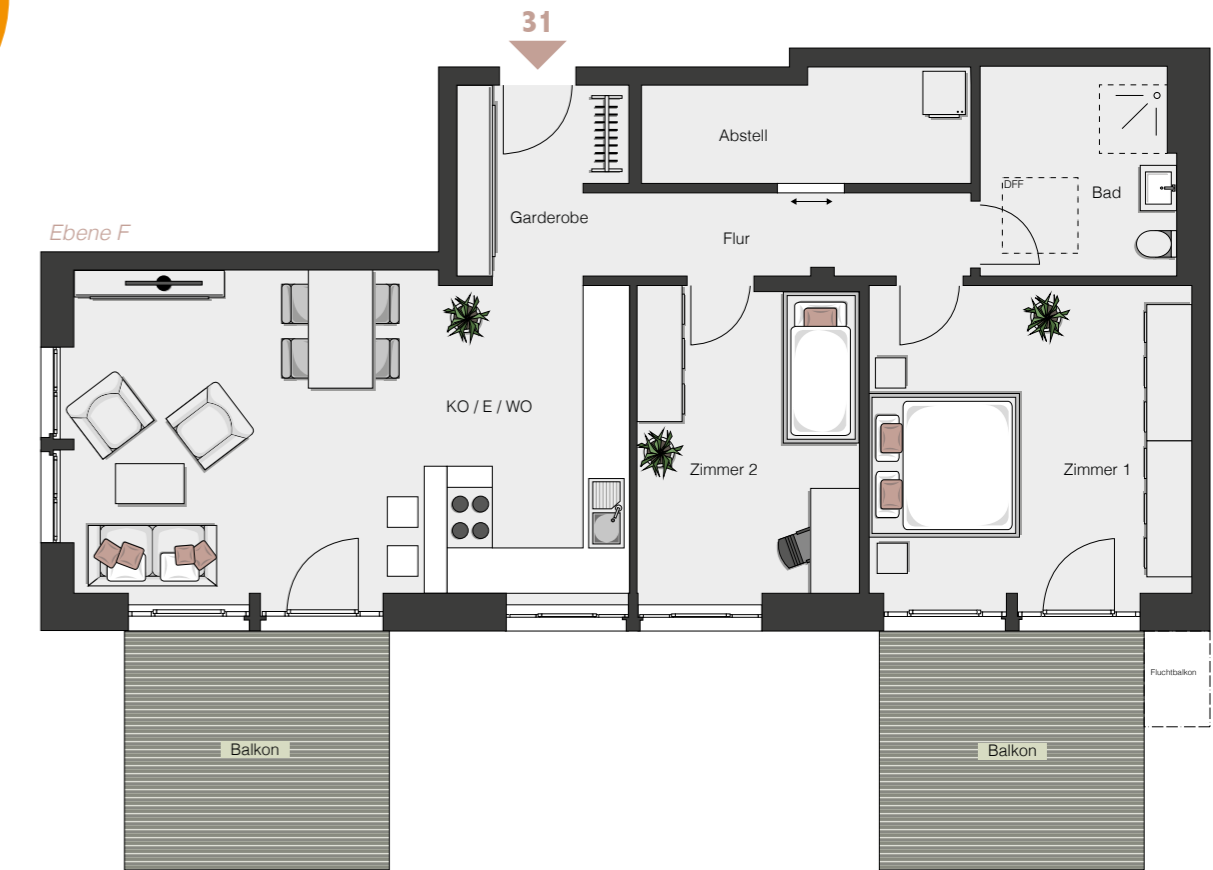 31
Abstell
DFF
Bad
Garderobe
Ebene F
Flur
KO / E / WO
Zimmer 2
Zimmer 1
Fluchtbalkon
Balkon
Balkon